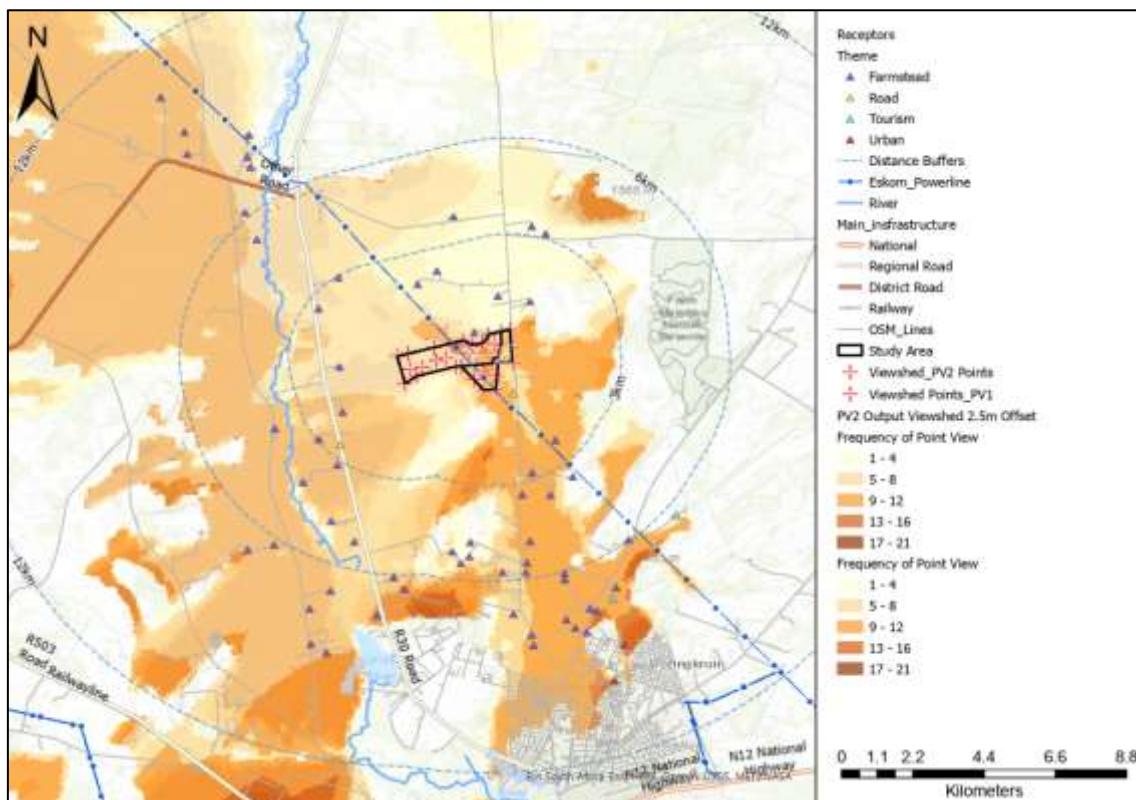 N
12km
Receptors
Theme
Farmstead
Road
Tourism
Urban
Distance Buffers
Eskom_Powerline
River
Main_insfrastructure
National
Regional Road
District Road
Railway
OSM_Lines
Study Area
Viewshed_PV2 Points
Viewshed Points_PV1
PV2 Output Viewshed 2.5m Offset
Frequency of Point View
1 - 4
5 - 8
9 - 12
13 - 16
17 - 21
Frequency of Point View
1 - 4
5 - 8
9 - 12
13 - 16
17 - 21
0 1.1 2.2 4.4 6.6 8.8
Kilometers
12km
Road
6km
3km
12km
R503
Road Railwayline
R30 Road
N12 National
Highway
N12 National
Highway